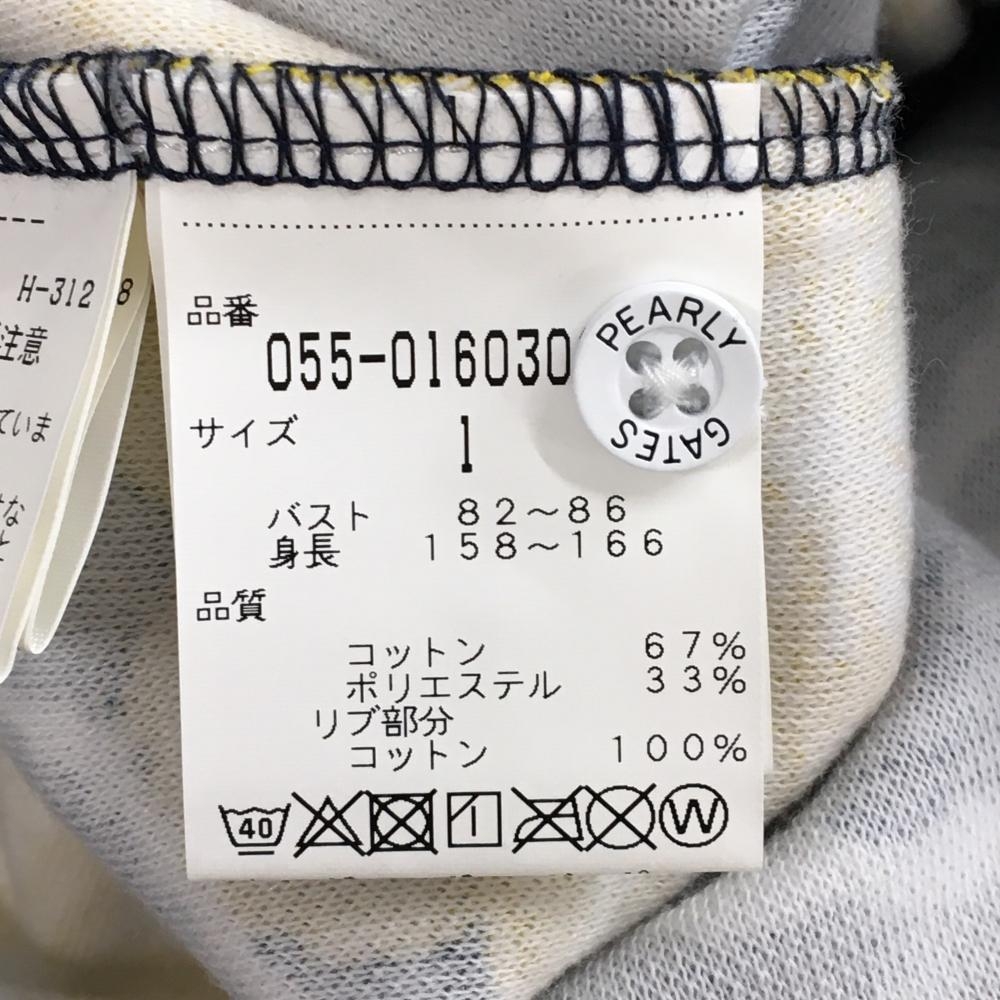 H-312 8
注意
ていま
品番
055-016030
PEARLY
GATES
サイズ
1
バスト 82～86
身長 158～166
品質
コットン 67%
ポリエステル 33%
リブ部分
コットン 100%
40
W